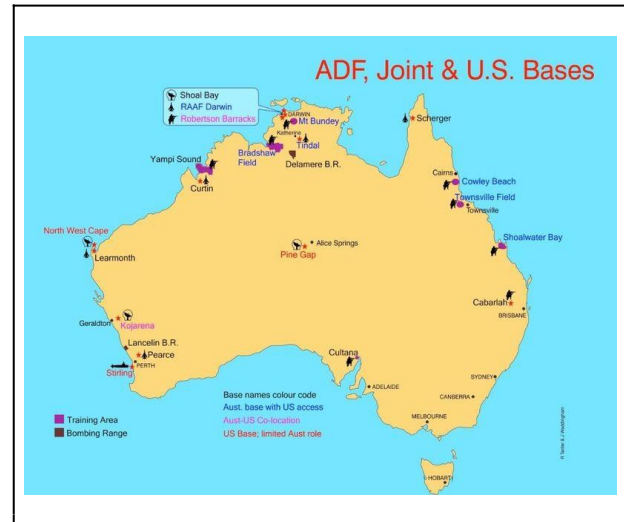 ADF, Joint & U.S. Bases
Shoal Bay
RAAF Darwin
Robertson Barracks
DARWIN
Mt Bundey
Katherine
Tindal
Bradshaw
Field
Delamere B.R.
Scherger
Yampi Sound
Curtin
Cairns
Cowley Beach
Townsville Field
Townsville
North West Cape
Learmonth
Shoalwater Bay
Alice Springs
Pine Gap
Cabarlah
BRISBANE
Geraldton
Kojarena
Lancelin B.R.
Pearce
PERTH
Stirling
Cultana
ADELAIDE
SYDNEY
CANBERRA
MELBOURNE
HOBART
Base names colour code
Aust. base with US access
Aust-US Co-location
US Base; limited Aust role
Training Area
Bombing Range
R Tanter & J Waddingham